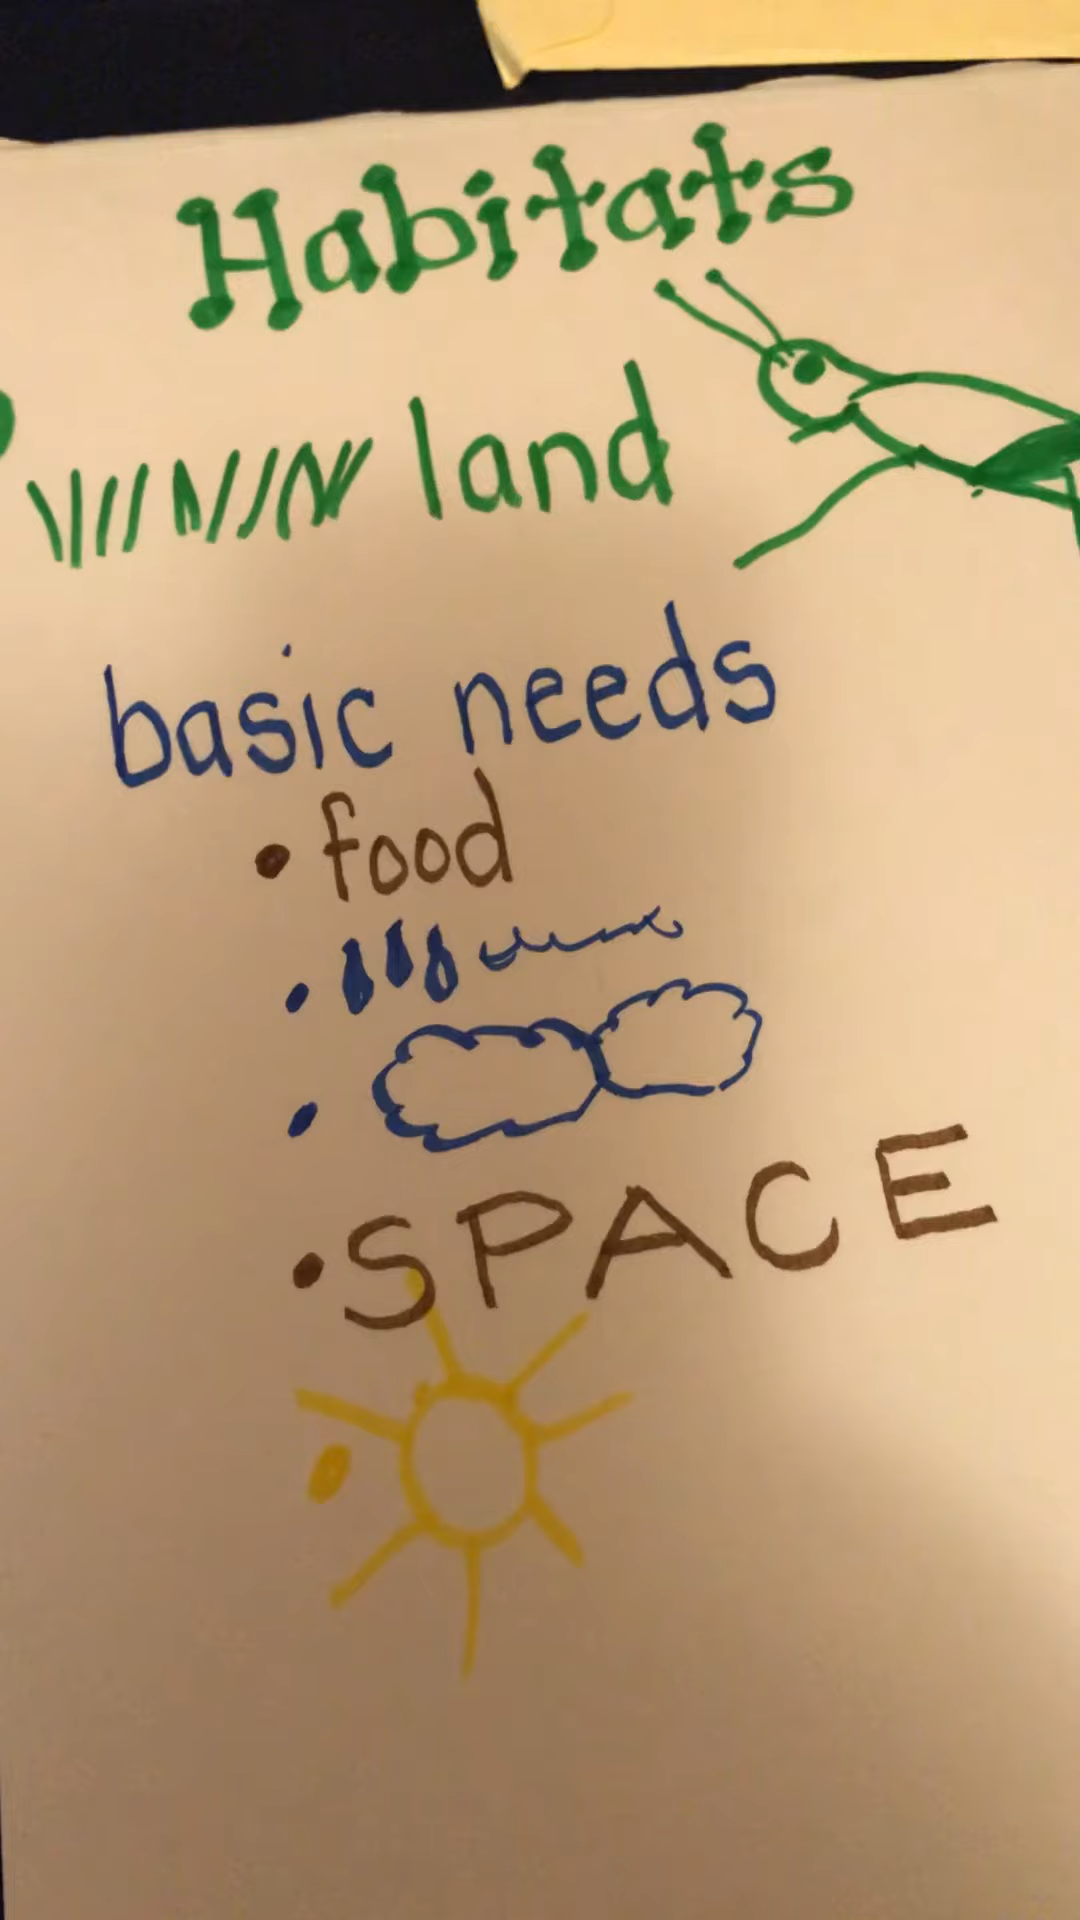 Habitats
land
basic needs
• food
•
•
• SPACE
•